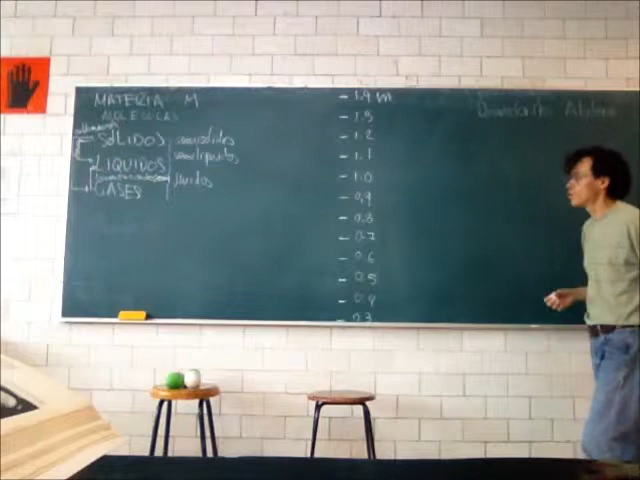 MATERIA M
MOLECULAS
SOLIDOS
LIQUIDOS
GASES
fluidos
- 1.4 m
- 1.3
- 1.2
- 1.1
- 1.0
- 0.9
- 0.8
- 0.7
- 0.6
- 0.5
- 0.4
- 0.3